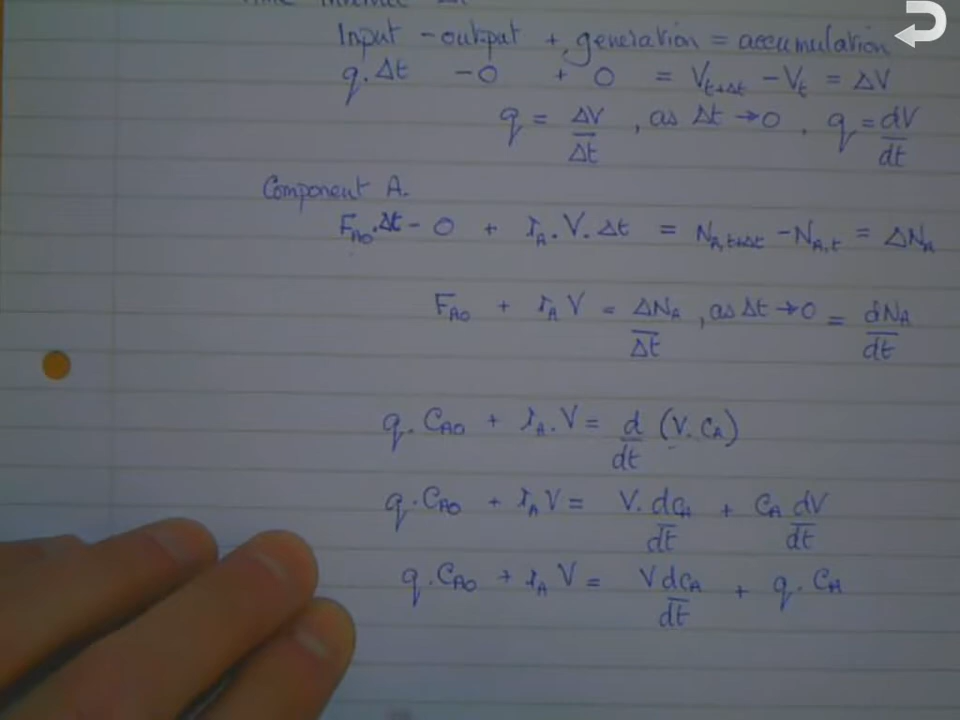 Input - output + generation = accumulation
q.Δt - 0 + 0 = V_{t+Δt} - V_t = ΔV
q = ΔV/Δt , as Δt → 0 , q = dV/dt
Component A.
F_{A0}.Δt - 0 + r_A.V.Δt = N_{A,t+Δt} - N_{A,t} = ΔN_A
F_{A0} + r_A V = ΔN_A/Δt , as Δt → 0 = dN_A/dt
q.C_{A0} + r_A.V = d/dt (V.C_A)
q.C_{A0} + r_A V = V.dC_A/dt + C_A dV/dt
q.C_{A0} + r_A V = V dC_A/dt + q.C_A